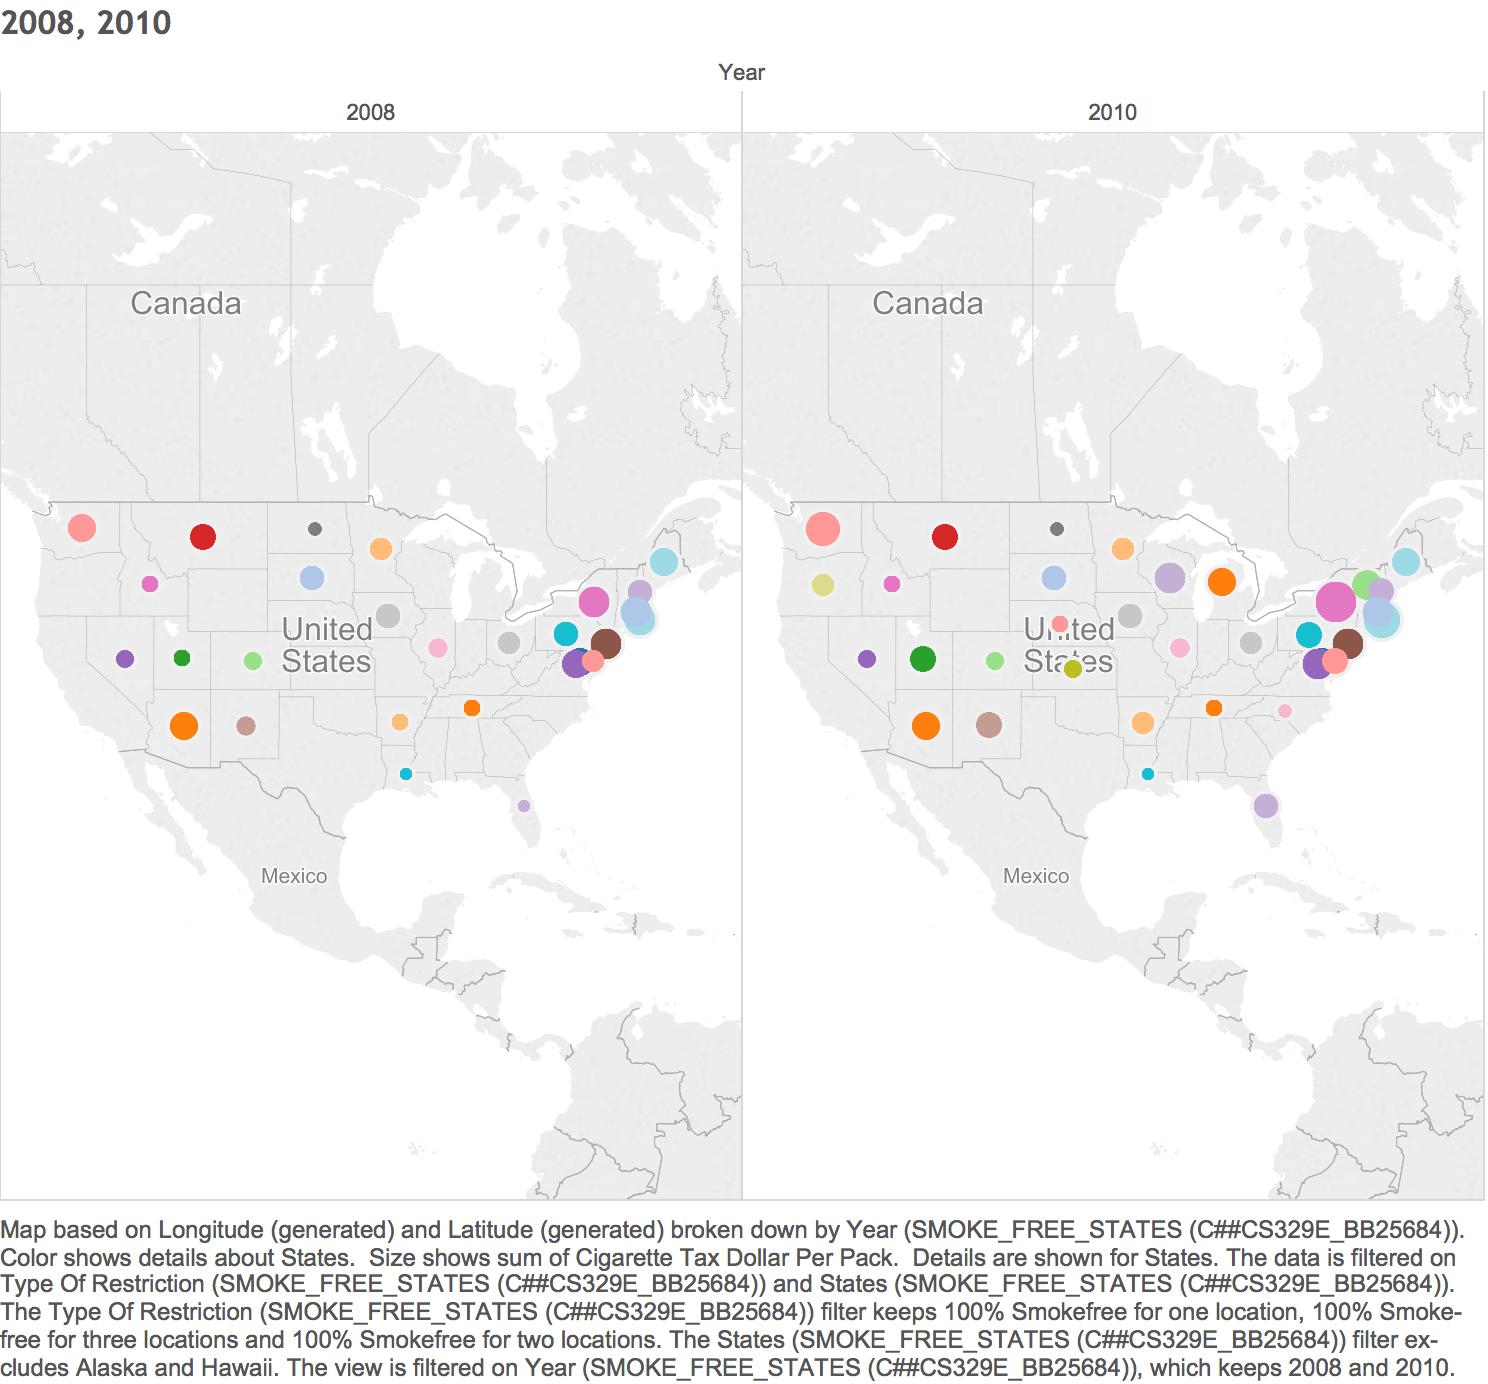 2008, 2010
Year
2008
2010
Canada
Canada
United
States
United
States
Mexico
Mexico
Map based on Longitude (generated) and Latitude (generated) broken down by Year (SMOKE_FREE_STATES (C##CS329E_BB25684)).
Color shows details about States.  Size shows sum of Cigarette Tax Dollar Per Pack.  Details are shown for States. The data is filtered on
Type Of Restriction (SMOKE_FREE_STATES (C##CS329E_BB25684)) and States (SMOKE_FREE_STATES (C##CS329E_BB25684)).
The Type Of Restriction (SMOKE_FREE_STATES (C##CS329E_BB25684)) filter keeps 100% Smokefree for one location, 100% Smoke-
free for three locations and 100% Smokefree for two locations. The States (SMOKE_FREE_STATES (C##CS329E_BB25684)) filter ex-
cludes Alaska and Hawaii. The view is filtered on Year (SMOKE_FREE_STATES (C##CS329E_BB25684)), which keeps 2008 and 2010.